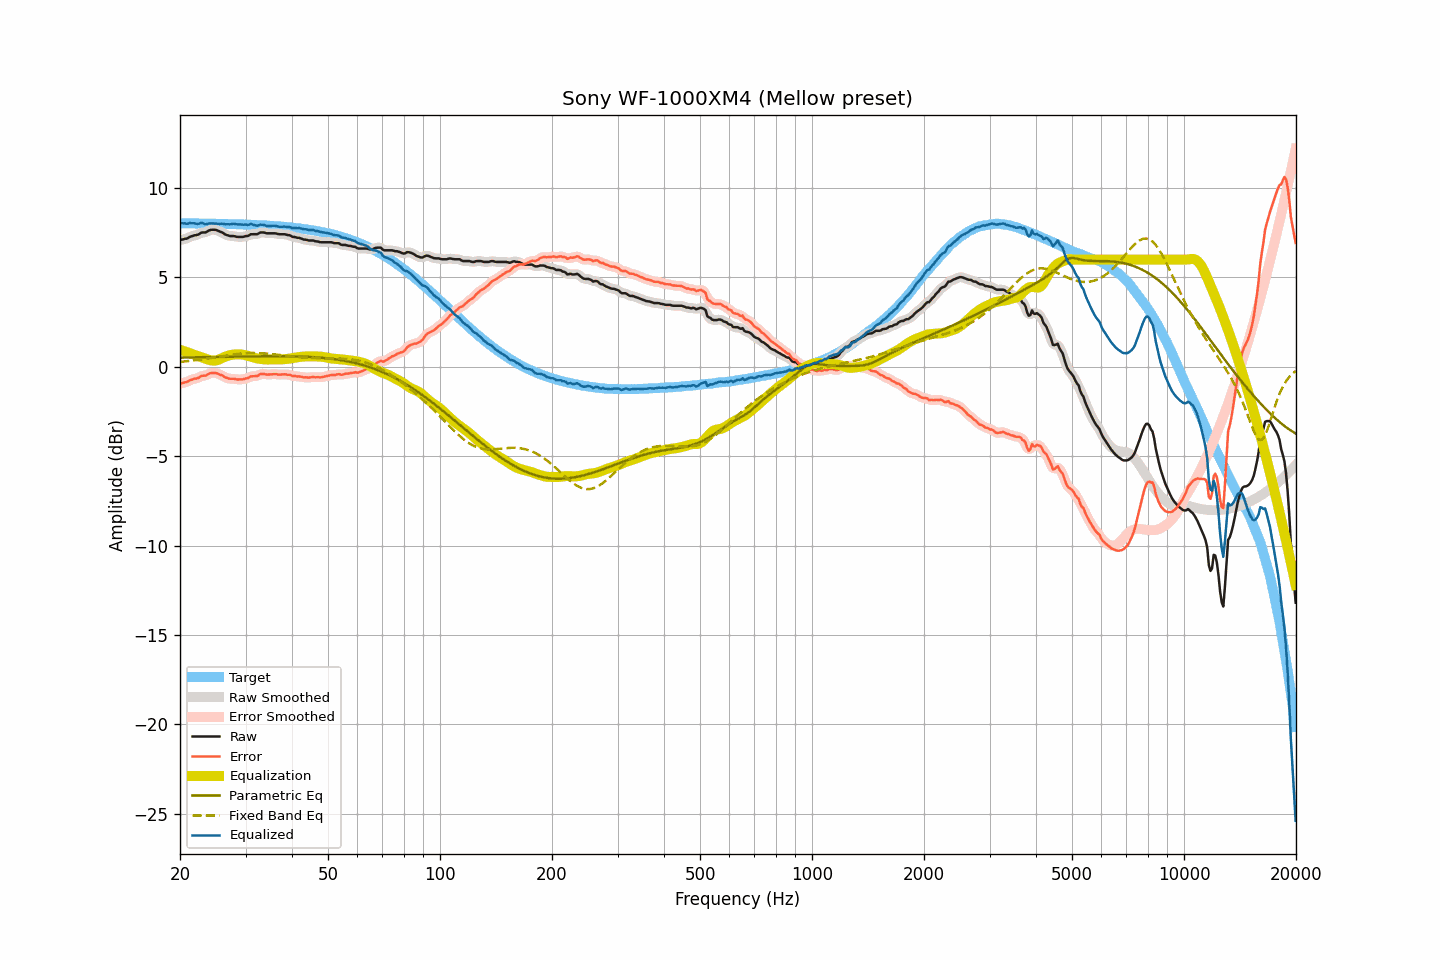 Sony WF-1000XM4 (Mellow preset)
Amplitude (dBr)
10
5
0
−5
−10
−15
−20
−25
Target
Raw Smoothed
Error Smoothed
Raw
Error
Equalization
Parametric Eq
Fixed Band Eq
Equalized
20 50 100 200 500 1000 2000 5000 10000 20000
Frequency (Hz)